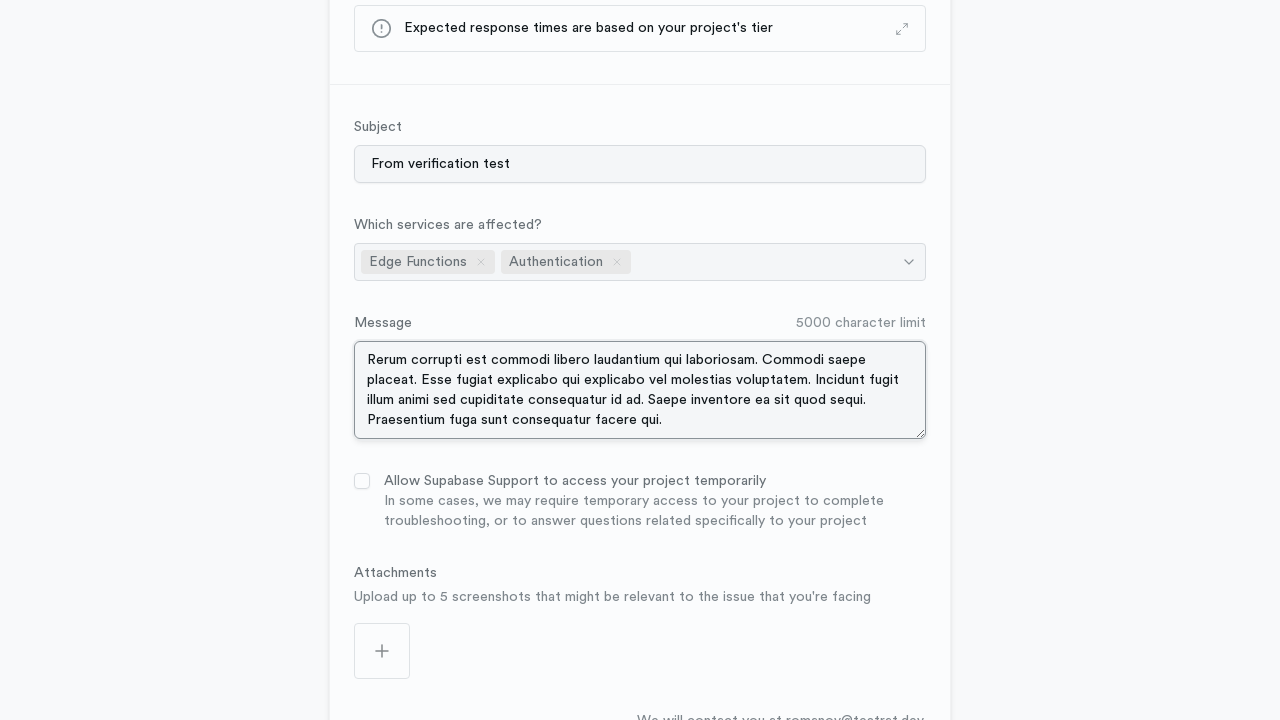 Expected response times are based on your project's tier
Subject
From verification test
Which services are affected?
Edge Functions Authentication
Message 5000 character limit
Rerum corrupti est commodi libero laudantium qui laboriosam. Commodi saepe
placeat. Esse fugiat explicabo qui explicabo vel molestias voluptatem. Incidunt fugit
illum animi sed cupiditate consequatur id ad. Saepe inventore ea sit quod sequi.
Praesentium fuga sunt consequatur facere qui.
Allow Supabase Support to access your project temporarily
In some cases, we may require temporary access to your project to complete
troubleshooting, or to answer questions related specifically to your project
Attachments
Upload up to 5 screenshots that might be relevant to the issue that you're facing
We will contact you at